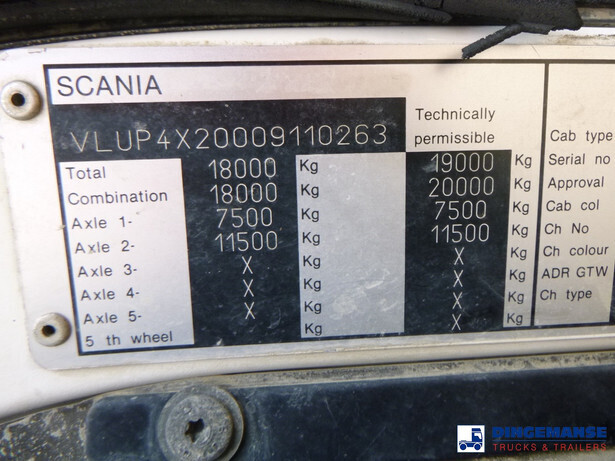 SCANIA
VLUP4X20009110263
Technically
permissible
Total 18000 Kg 19000 Kg
Combination 18000 Kg 20000 Kg
Axle 1- 7500 Kg 7500 Kg
Axle 2- 11500 Kg 11500 Kg
Axle 3- X Kg X Kg
Axle 4- X Kg X Kg
Axle 5- X Kg X Kg
5 th wheel Kg X Kg
Cab type
Serial no
Approval
Cab col
Ch No
Ch colour
ADR GTW
Ch type
DINGEMANSE
TRUCKS & TRAILERS